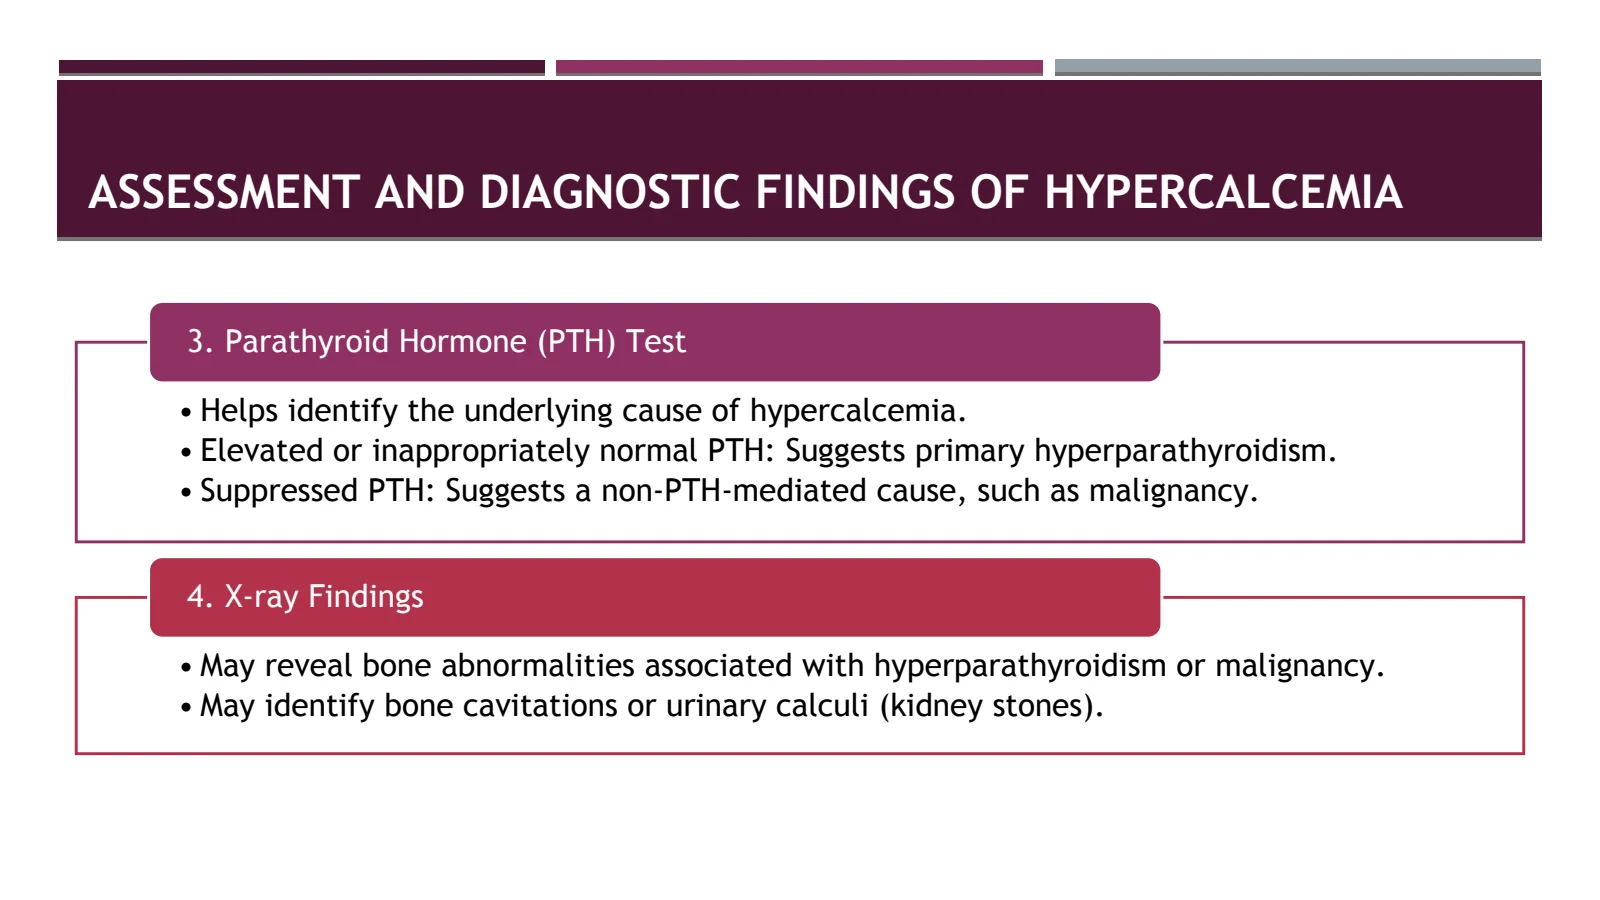 ASSESSMENT AND DIAGNOSTIC FINDINGS OF HYPERCALCEMIA
3. Parathyroid Hormone (PTH) Test
• Helps identify the underlying cause of hypercalcemia.
• Elevated or inappropriately normal PTH: Suggests primary hyperparathyroidism.
• Suppressed PTH: Suggests a non-PTH-mediated cause, such as malignancy.
4. X-ray Findings
• May reveal bone abnormalities associated with hyperparathyroidism or malignancy.
• May identify bone cavitations or urinary calculi (kidney stones).